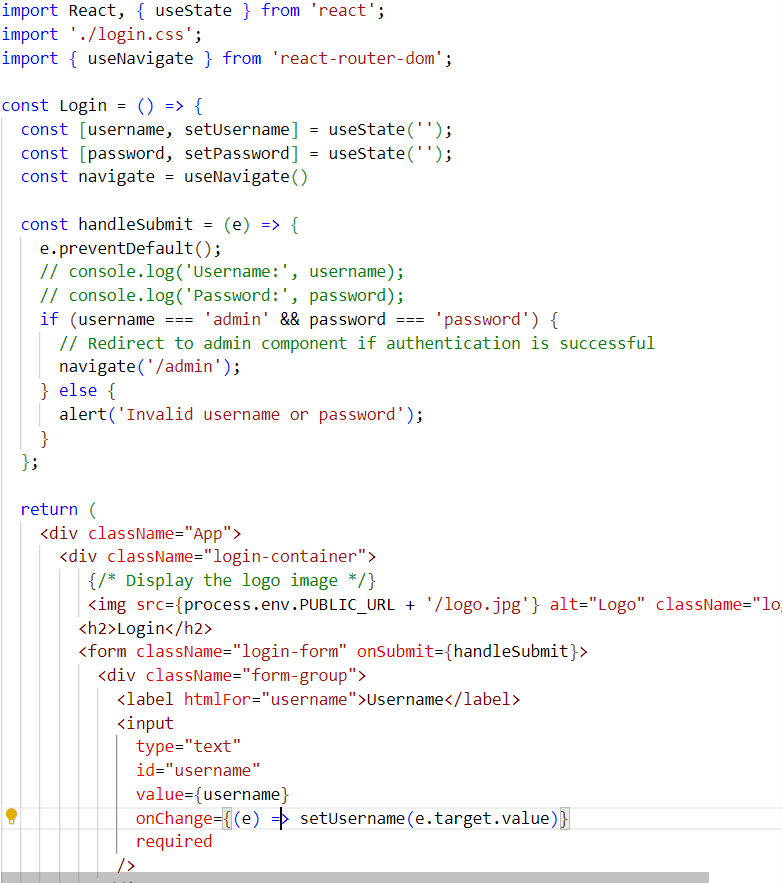 import React, { useState } from 'react';
import './login.css';
import { useNavigate } from 'react-router-dom';
const Login = () => {
const [username, setUsername] = useState('');
const [password, setPassword] = useState('');
const navigate = useNavigate()
const handleSubmit = (e) => {
e.preventDefault();
// console.log('Username:', username);
// console.log('Password:', password);
if (username === 'admin' && password === 'password') {
// Redirect to admin component if authentication is successful
navigate('/admin');
} else {
alert('Invalid username or password');
}
};
return (
<div className="App">
<div className="login-container">
{/* Display the logo image */}
<img src={process.env.PUBLIC_URL + '/logo.jpg'} alt="Logo" className="lo
<h2>Login</h2>
<form className="login-form" onSubmit={handleSubmit}>
<div className="form-group">
<label htmlFor="username">Username</label>
<input
type="text"
id="username"
value={username}
onChange={(e) => setUsername(e.target.value)}
required
/>